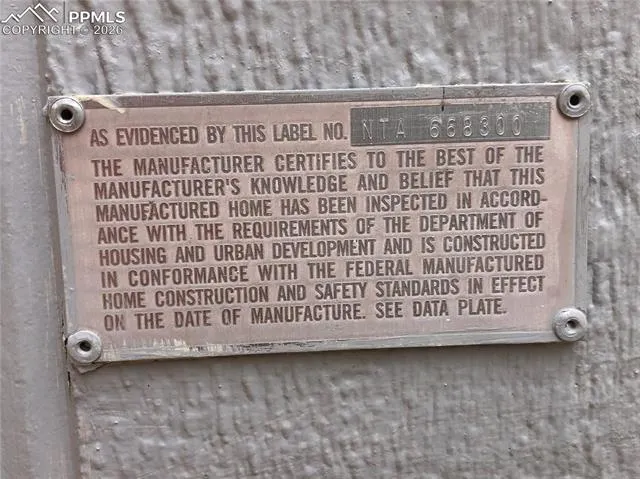 PPMLS
COPYRIGHT © 2026
AS EVIDENCED BY THIS LABEL NO. NTA 668300
THE MANUFACTURER CERTIFIES TO THE BEST OF THE
MANUFACTURER'S KNOWLEDGE AND BELIEF THAT THIS
MANUFACTURED HOME HAS BEEN INSPECTED IN ACCORD-
ANCE WITH THE REQUIREMENTS OF THE DEPARTMENT OF
HOUSING AND URBAN DEVELOPMENT AND IS CONSTRUCTED
IN CONFORMANCE WITH THE FEDERAL MANUFACTURED
HOME CONSTRUCTION AND SAFETY STANDARDS IN EFFECT
ON THE DATE OF MANUFACTURE. SEE DATA PLATE.